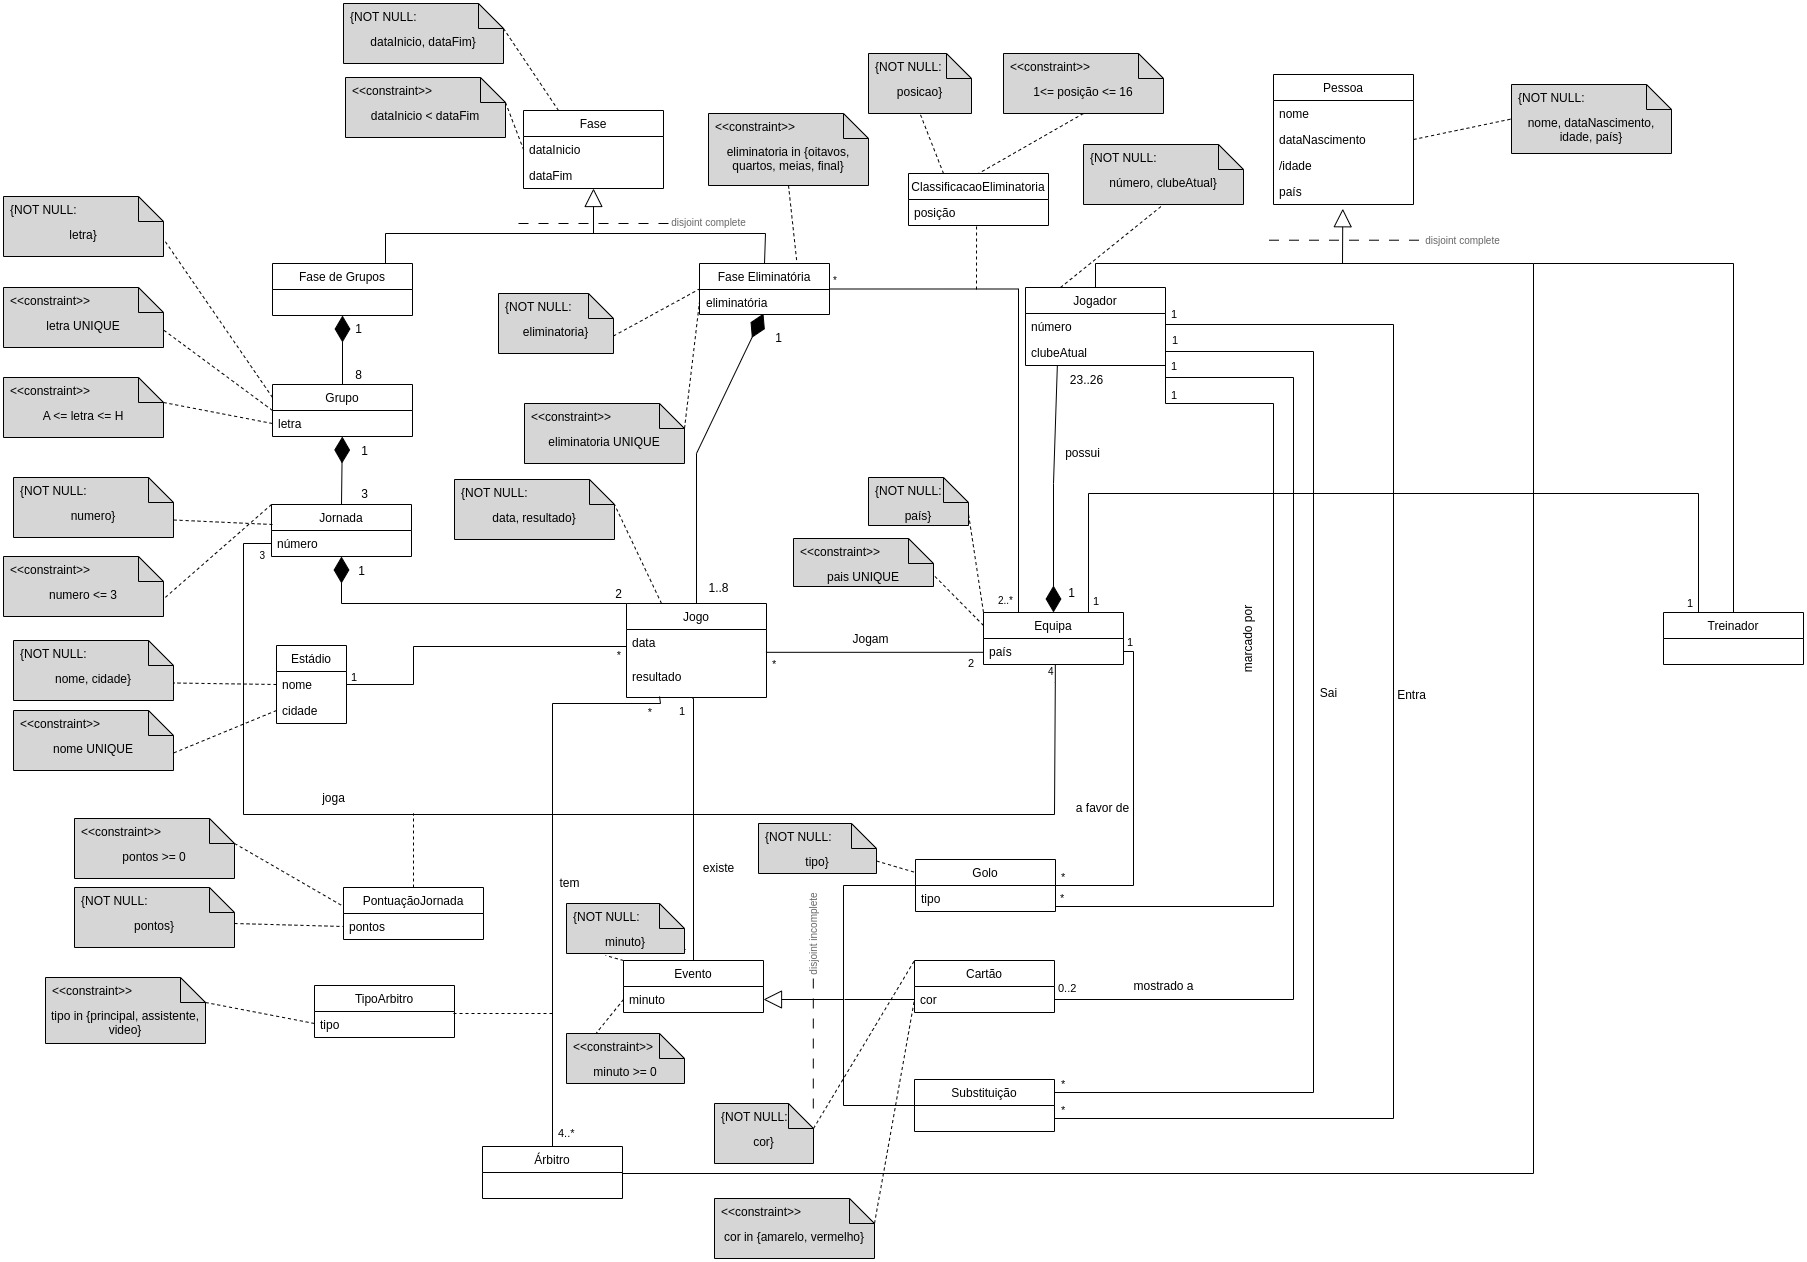 {NOT NULL:
dataInicio, dataFim}
<<constraint>>
dataInicio < dataFim
Fase
dataInicio
dataFim
disjoint complete
<<constraint>>
eliminatoria in {oitavos,
quartos, meias, final}
{NOT NULL:
posicao}
<<constraint>>
1<= posição <= 16
ClassificacaoEliminatoria
posição
{NOT NULL:
número, clubeAtual}
Pessoa
nome
dataNascimento
/idade
país
{NOT NULL:
nome, dataNascimento,
idade, país}
disjoint complete
{NOT NULL:
letra}
<<constraint>>
letra UNIQUE
<<constraint>>
A <= letra <= H
Fase de Grupos
1
8
Grupo
letra
1
3
{NOT NULL:
eliminatoria}
Fase Eliminatória
eliminatória
*
1
<<constraint>>
eliminatoria UNIQUE
Jogador
número
clubeAtual
1
1
1
1
23..26
possui
{NOT NULL:
numero}
<<constraint>>
numero <= 3
Jornada
número
3
1
2
{NOT NULL:
data, resultado}
1..8
{NOT NULL:
país}
<<constraint>>
pais UNIQUE
2..*
1
1
Equipa
país
1
4
2
Jogam
*
Jogo
data
resultado
*
*
1
1
Treinador
marcado por
Sai
Entra
{NOT NULL:
nome, cidade}
<<constraint>>
nome UNIQUE
Estádio
nome
cidade
1
joga
a favor de
<<constraint>>
pontos >= 0
{NOT NULL:
pontos}
PontuaçãoJornada
pontos
tem
existe
{NOT NULL:
tipo}
Golo
tipo
*
*
disjoint incomplete
{NOT NULL:
minuto}
Evento
minuto
<<constraint>>
minuto >= 0
Cartão
cor
0..2
mostrado a
<<constraint>>
tipo in {principal, assistente,
video}
TipoArbitro
tipo
Substituição
*
*
{NOT NULL:
cor}
4..*
Árbitro
<<constraint>>
cor in {amarelo, vermelho}